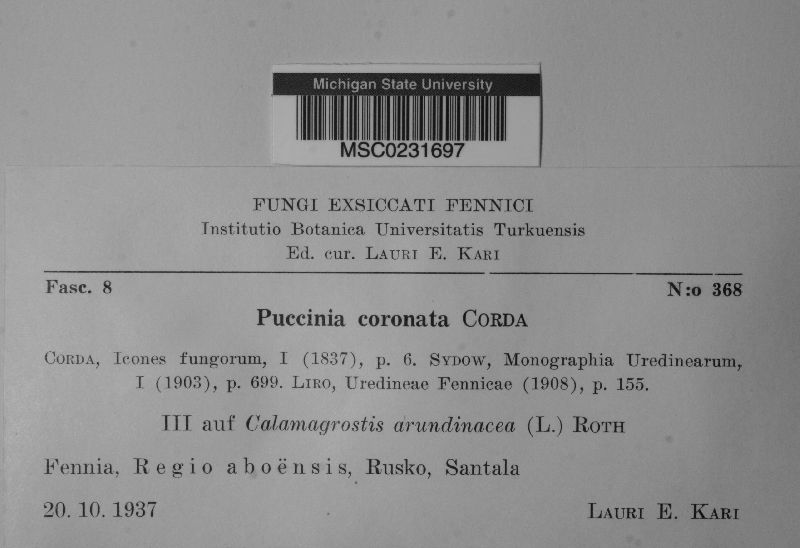 Michigan State University
MSC0231697
FUNGI EXSICCATI FENNICI
Institutio Botanica Universitatis Turkuensis
Ed. cur. LAURI E. KARI
Fasc. 8 N:o 368
Puccinia coronata CORDA
CORDA, Icones fungorum, I (1837), p. 6. SYDOW, Monographia Uredinearum,
I (1903), p. 699. LIRO, Uredineae Fennicae (1908), p. 155.
III auf Calamagrostis arundinacea (L.) ROTH
Fennia, Regio aboënsis, Rusko, Santala
20. 10. 1937 LAURI E. KARI